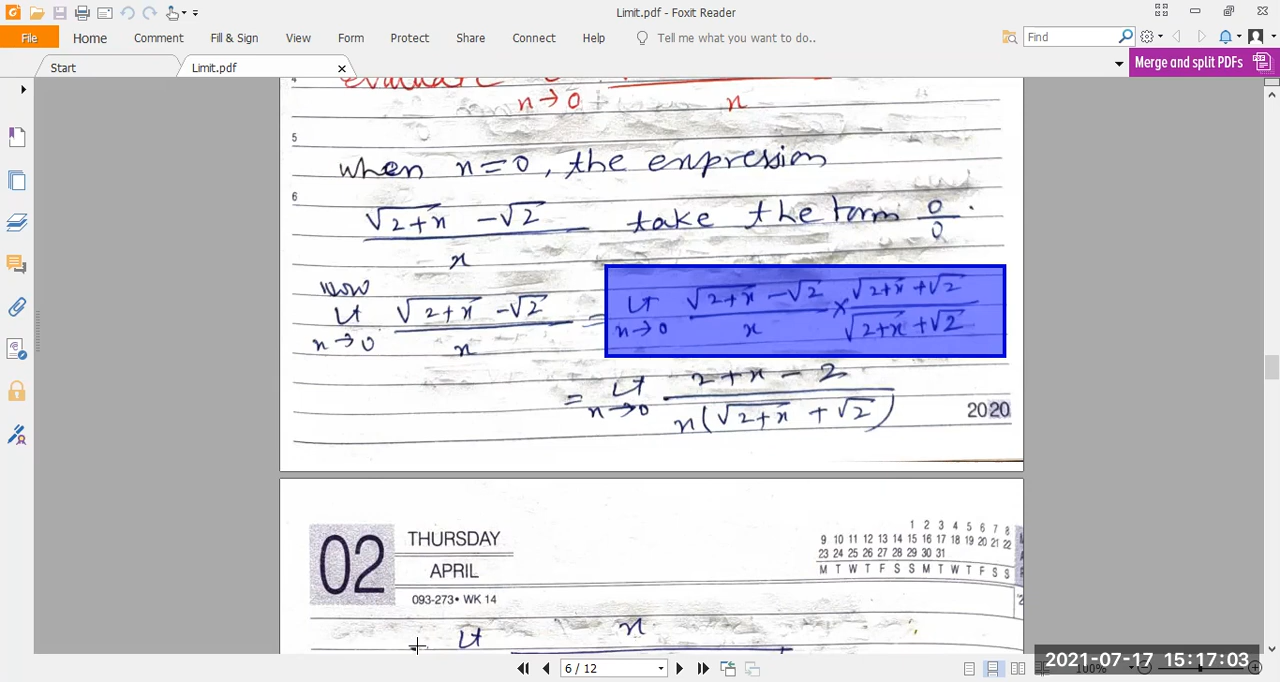 Limit.pdf - Foxit Reader
File Home Comment Fill & Sign View Form Protect Share Connect Help Tell me what you want to do.. Find
Start Limit.pdf x Merge and split PDFs
evaluate
n→0 n
5
when n=0, the enpression
6
√2+n -√2 / n take the term 0/0.
Now
Lt n→0 √2+n -√2 / n = Lt n→0 √2+n -√2 / n × √2+n +√2 / √2+n +√2
= Lt n→0 2+n-2 / n(√2+n + √2)
2020
02 THURSDAY
APRIL
093-273• WK 14
1 2 3 4 5 6 7 8
9 10 11 12 13 14 15 16 17 18 19 20 21 22
23 24 25 26 27 28 29 30 31
M T W T F S S M T W T F S S
Lt n
6 / 12
2021-07-17 15:17:03
100%